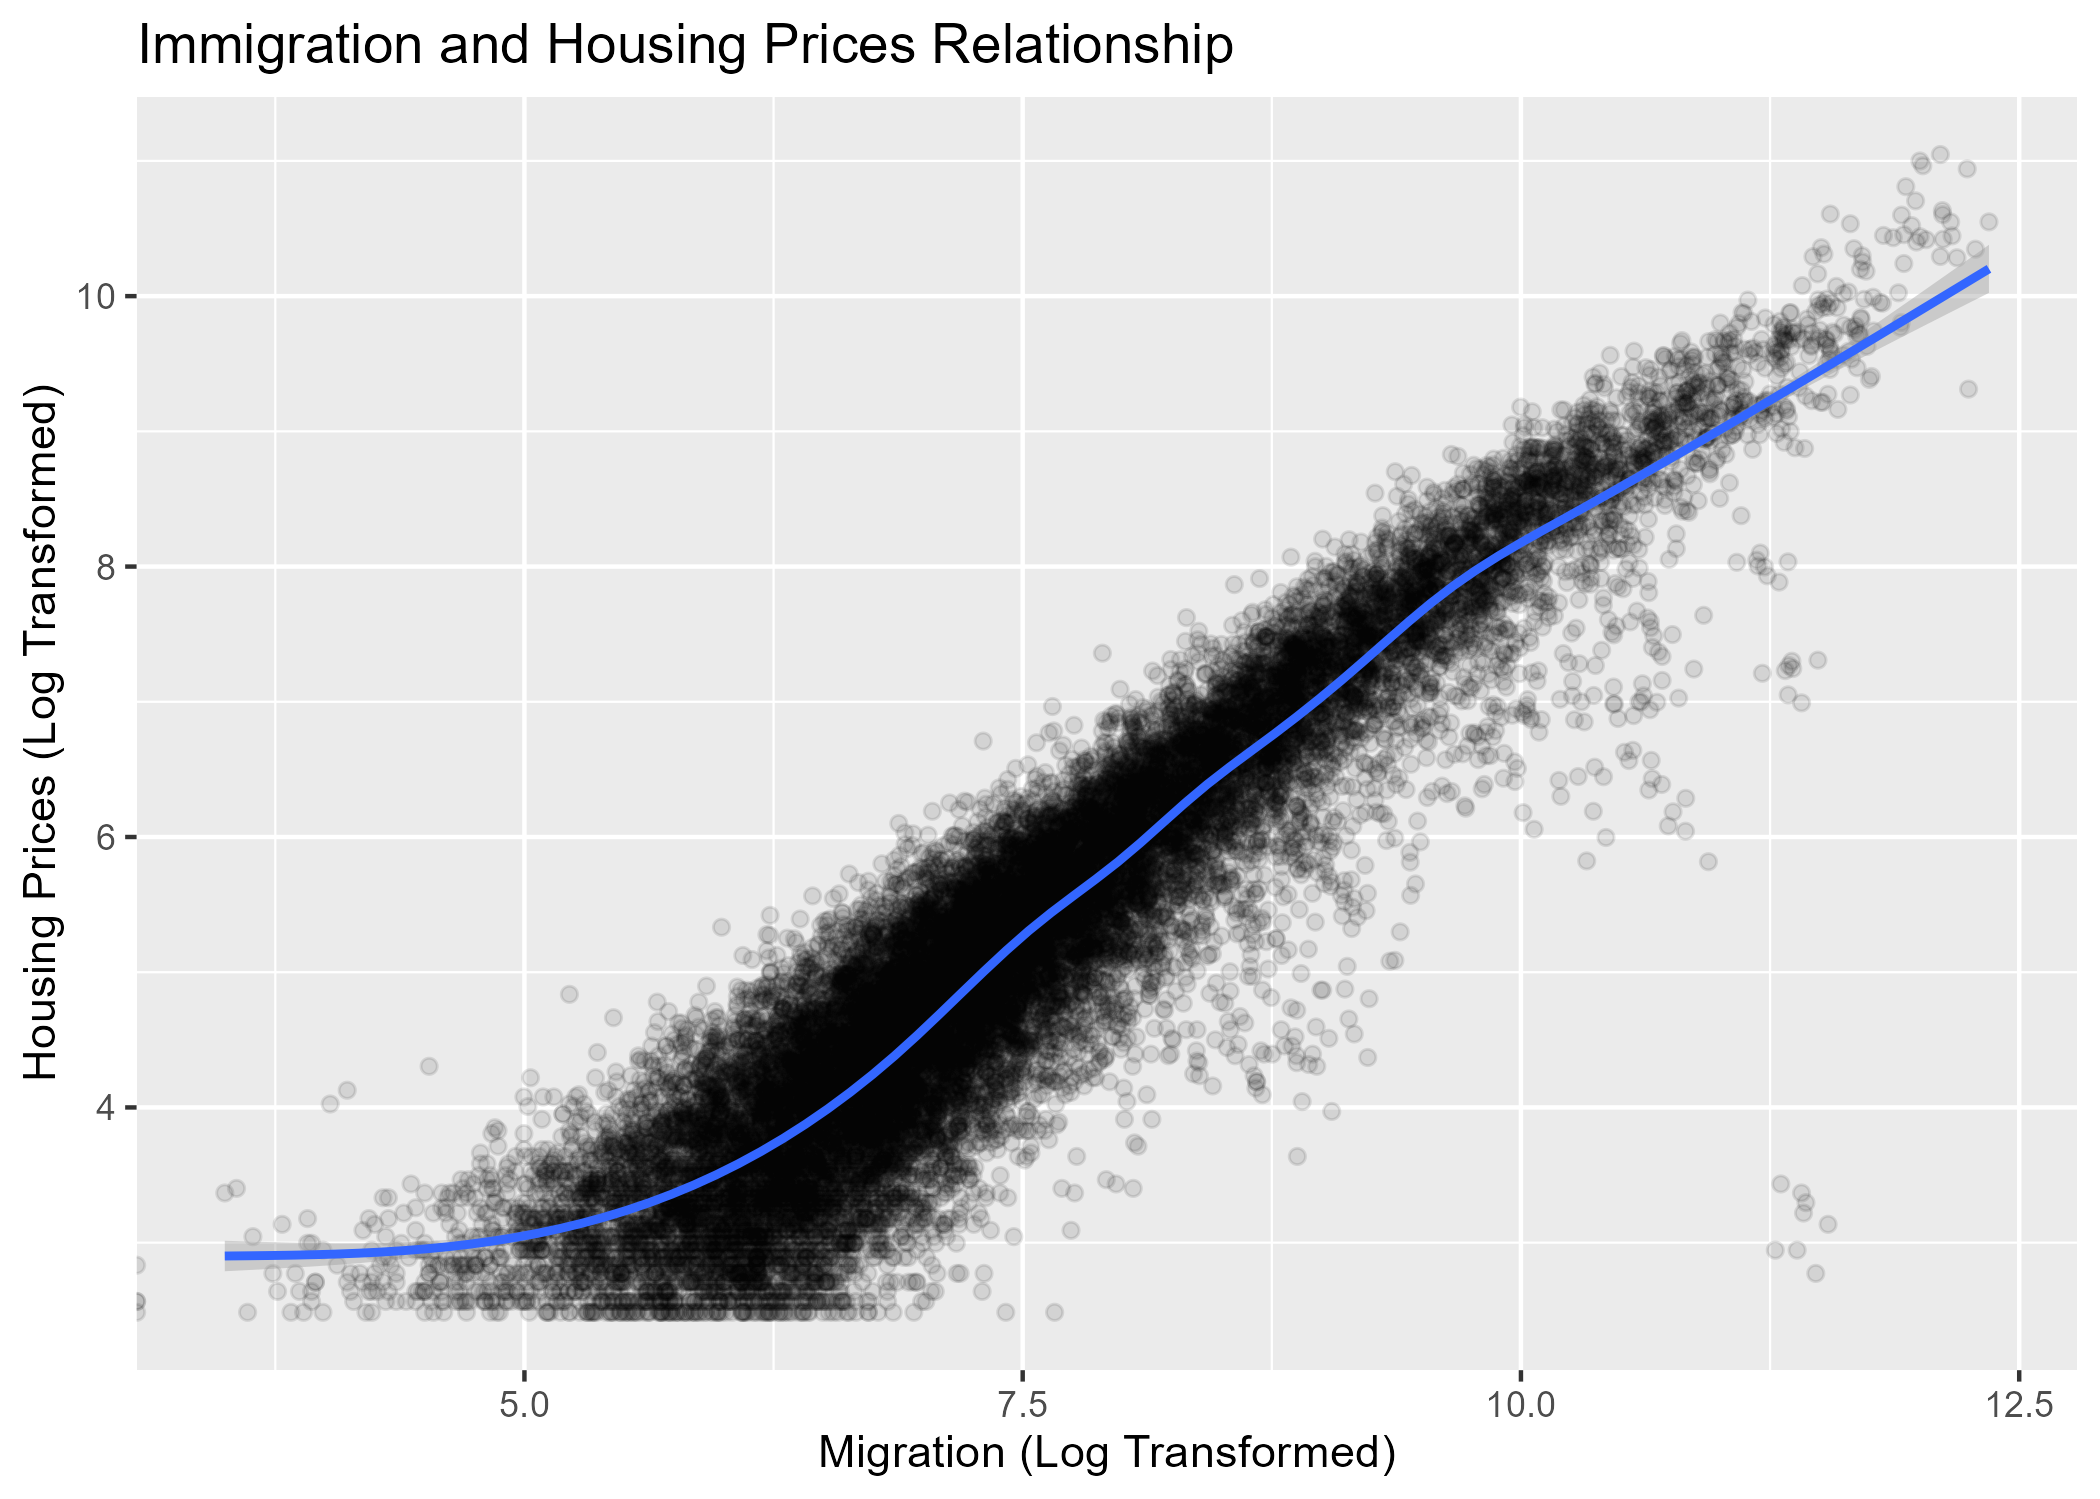 Immigration and Housing Prices Relationship
Housing Prices (Log Transformed)
10
8
6
4
5.0
7.5
10.0
12.5
Migration (Log Transformed)